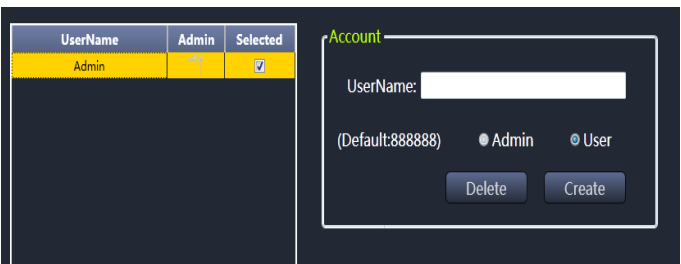 UserName Admin Selected
Admin
Account
UserName:
(Default:888888) Admin User
Delete Create